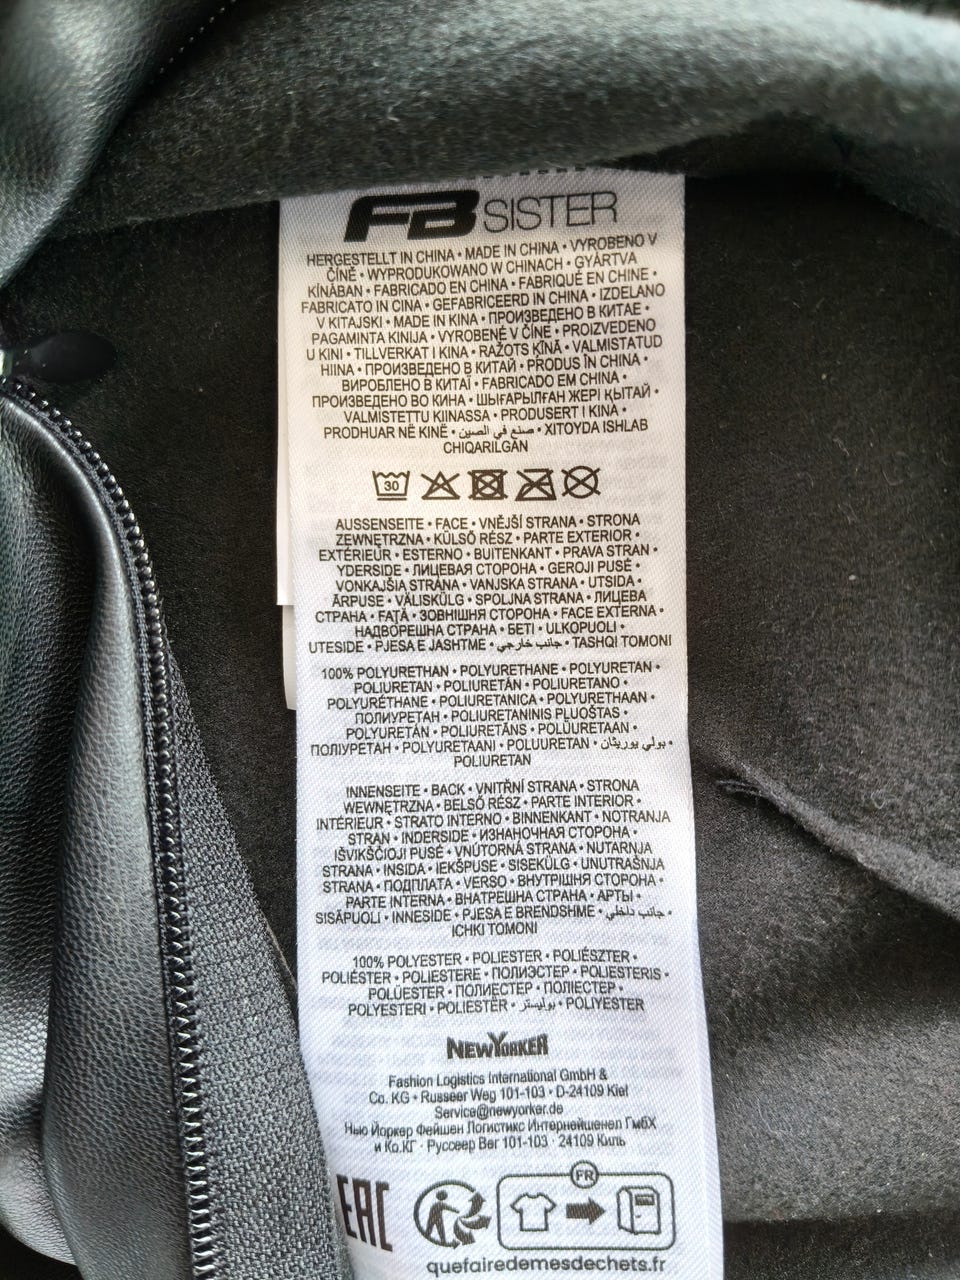 FB SISTER
HERGESTELLT IN CHINA • MADE IN CHINA • VYROBENO V
ČÍNĚ • WYPRODUKOWANO W CHINACH • GYÁRTVA
KÍNÁBAN • FABRICADO EN CHINA • FABRIQUÉ EN CHINE •
FABRICATO IN CINA • GEFABRICEERD IN CHINA • IZDELANO
V KITAJSKI • MADE IN KINA • ПРОИЗВЕДЕНО В КИТАЕ •
PAGAMINTA KINIJA • VYROBENÉ V ČÍNE • PROIZVEDENO
U KINI • TILLVERKAT I KINA • RAŽOTS ĶĪNĀ • VALMISTATUD
HIINA • ПРОИЗВЕДЕНО В КИТАЙ • PRODUS ÎN CHINA •
ВИРОБЛЕНО В КИТАЇ • FABRICADO EM CHINA •
ПРОИЗВЕДЕНО ВО КИНА • ШЫҒАРЫЛҒАН ЖЕРІ ҚЫТАЙ •
VALMISTETTU KIINASSA • PRODUSERT I KINA •
PRODHUAR NË KINË • صنع في الصين • XITOYDA ISHLAB
CHIQARILGAN
30
AUSSENSEITE • FACE • VNĚJŠÍ STRANA • STRONA
ZEWNĘTRZNA • KÜLSŐ RÉSZ • PARTE EXTERIOR •
EXTÉRIEUR • ESTERNO • BUITENKANT • PRAVA STRAN •
YDERSIDE • ЛИЦЕВАЯ СТОРОНА • GEROJI PUSĖ •
VONKAJŠIA STRANA • VANJSKA STRANA • UTSIDA •
ĀRPUSE • VÄLISKÜLG • SPOLJNA STRANA • ЛИЦЕВА
СТРАНА • FAȚĂ • ЗОВНІШНЯ СТОРОНА • FACE EXTERNA •
НАДВОРЕШНА СТРАНА • БЕТІ • ULKOPUOLI •
UTESIDE • PJESA E JASHTME • جانب خارجي • TASHQI TOMONI
100% POLYURETHAN • POLYURETHANE • POLYURETAN •
POLIURETAN • POLIURETÁN • POLIURETANO •
POLYURÉTHANE • POLIURETANICA • POLYURETHAAN •
ПОЛИУРЕТАН • POLIURETANINIS PLUOŠTAS •
POLYURETÁN • POLIURETĀNS • POLÜURETAAN •
ПОЛІУРЕТАН • POLYURETAANI • POLUURETAN • بولي يوريثان •
POLIURETAN
INNENSEITE • BACK • VNITŘNÍ STRANA • STRONA
WEWNĘTRZNA • BELSŐ RÉSZ • PARTE INTERIOR •
INTÉRIEUR • STRATO INTERNO • BINNENKANT • NOTRANJA
STRAN • INDERSIDE • ИЗНАНОЧНАЯ СТОРОНА •
IŠVIKŠČIOJI PUSĖ • VNÚTORNÁ STRANA • NUTARNJA
STRANA • INSIDA • IEKŠPUSE • SISEKÜLG • UNUTRAŠNJA
STRANA • ПОДПЛАТА • VERSO • ВНУТРІШНЯ СТОРОНА •
PARTE INTERNA • ВНАТРЕШНА СТРАНА • АРТЫ •
SISÄPUOLI • INNESIDE • PJESA E BRENDSHME • جانب داخلي •
ICHKI TOMONI
100% POLYESTER • POLIESTER • POLIÉSZTER •
POLIÉSTER • POLIESTERE • ПОЛИЭСТЕР • POLIESTERIS •
POLÜESTER • ПОЛИЕСТЕР • ПОЛІЕСТЕР •
POLYESTERI • POLIESTËR • بوليستر • POLIYESTER
NEWYORKER
Fashion Logistics International GmbH &
Co. KG • Russeer Weg 101-103 • D-24109 Kiel
Service@newyorker.de
Нью Йоркер Фейшен Логистикс Интернейшенел ГмбХ
и Ко.КГ · Руссеер Вег 101-103 · 24109 Киль
EAC
FR
quefairedemesdechets.fr